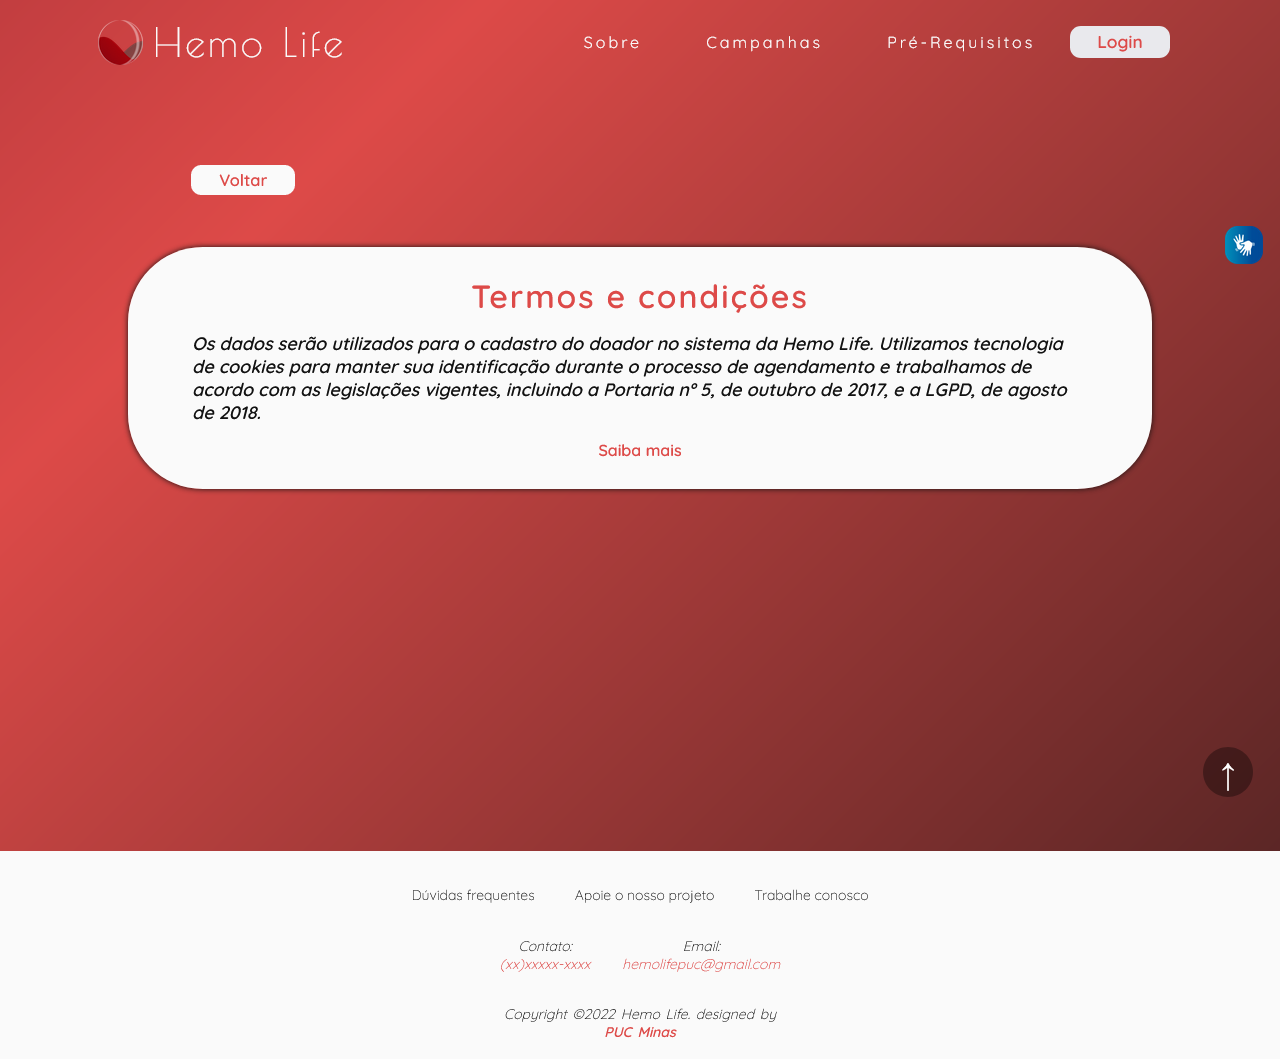 Hemo Life
Sobre
Campanhas
Pré-Requisitos
Login
Voltar
Termos e condições
Os dados serão utilizados para o cadastro do doador no sistema da Hemo Life. Utilizamos tecnologia
de cookies para manter sua identificação durante o processo de agendamento e trabalhamos de
acordo com as legislações vigentes, incluindo a Portaria nº 5, de outubro de 2017, e a LGPD, de agosto
de 2018.
Saiba mais
↑
Dúvidas frequentes
Apoie o nosso projeto
Trabalhe conosco
Contato:
(xx)xxxxx-xxxx
Email:
hemolifepuc@gmail.com
Copyright ©2022 Hemo Life. designed by
PUC Minas